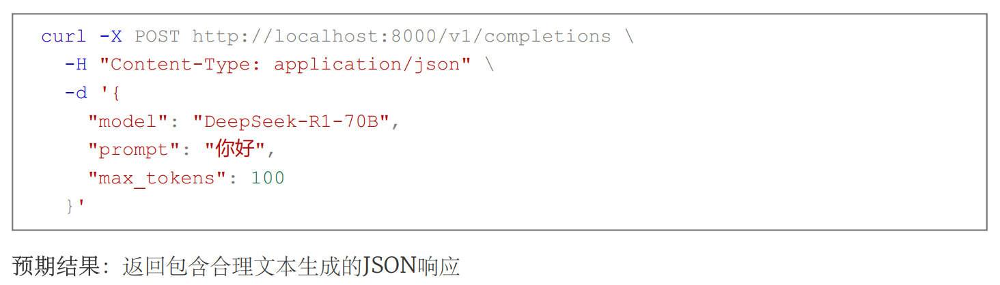 curl -X POST http://localhost:8000/v1/completions \
  -H "Content-Type: application/json" \
  -d '{
    "model": "DeepSeek-R1-70B",
    "prompt": "你好",
    "max_tokens": 100
  }'
预期结果：返回包含合理文本生成的JSON响应